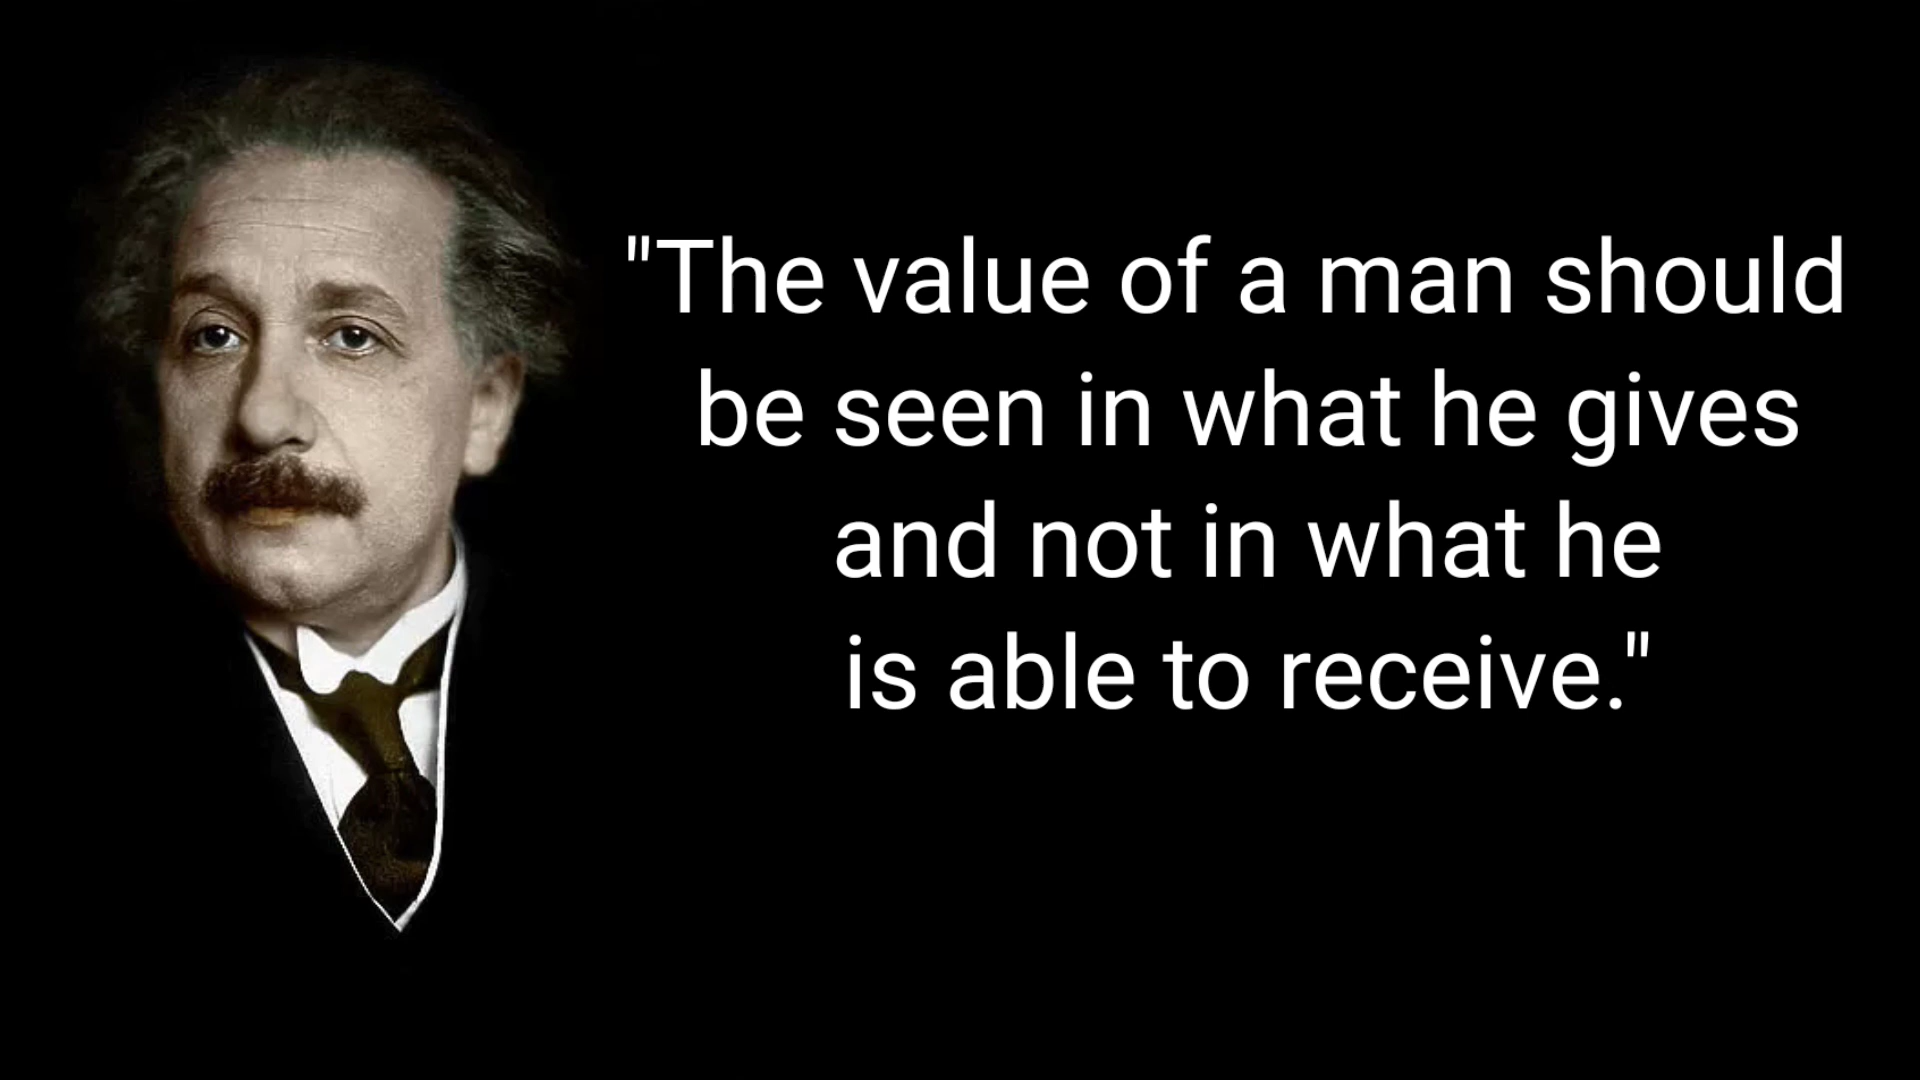 "The value of a man should
be seen in what he gives
and not in what he
is able to receive."